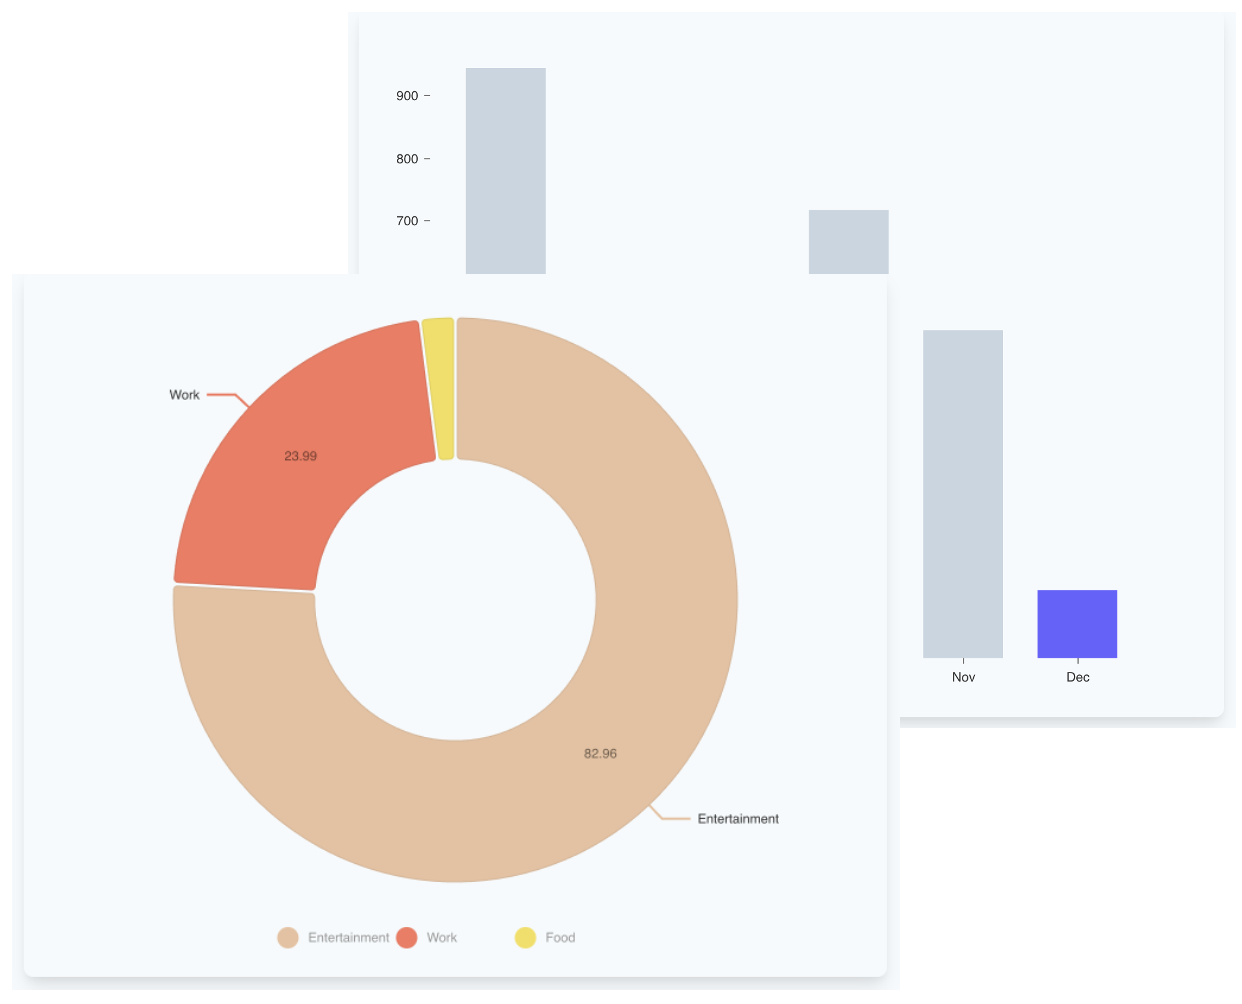 900
800
700
Work
23.99
Nov
Dec
82.96
Entertainment
Entertainment
Work
Food